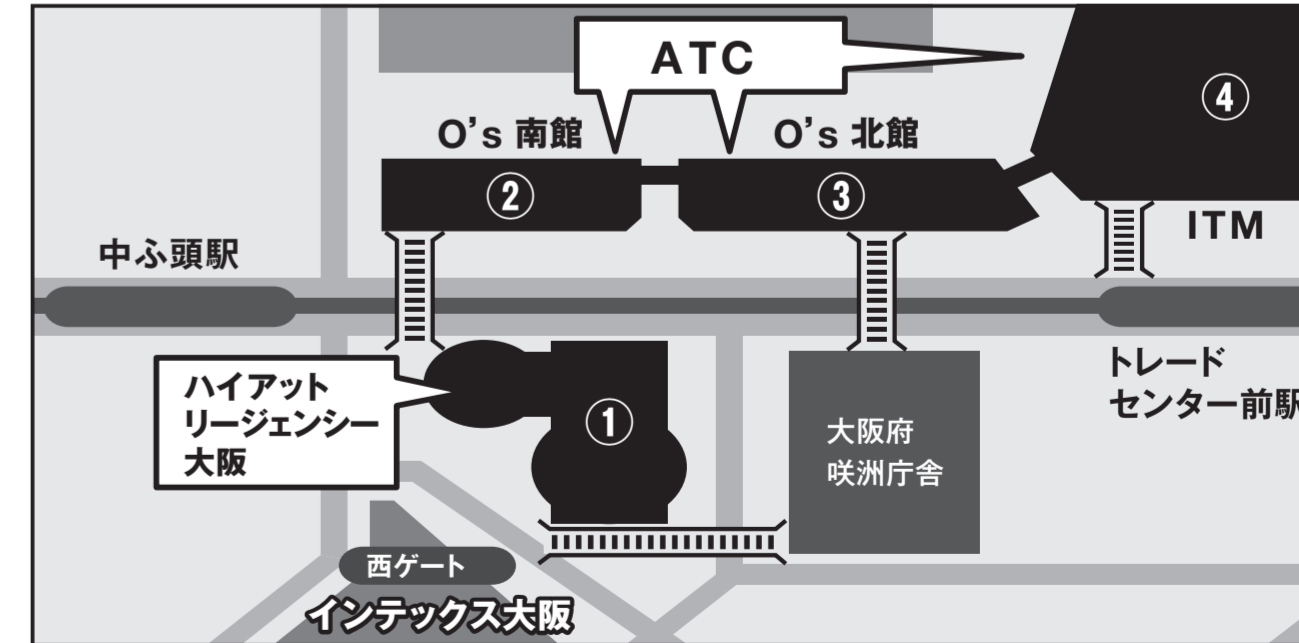 ATC
④
O’s 南館
O’s 北館
②
③
ITM
中ふ頭駅
ハイアット
リージェンシー
大阪
①
大阪府
咲洲庁舎
トレード
センター前駅
西ゲート
インテックス大阪